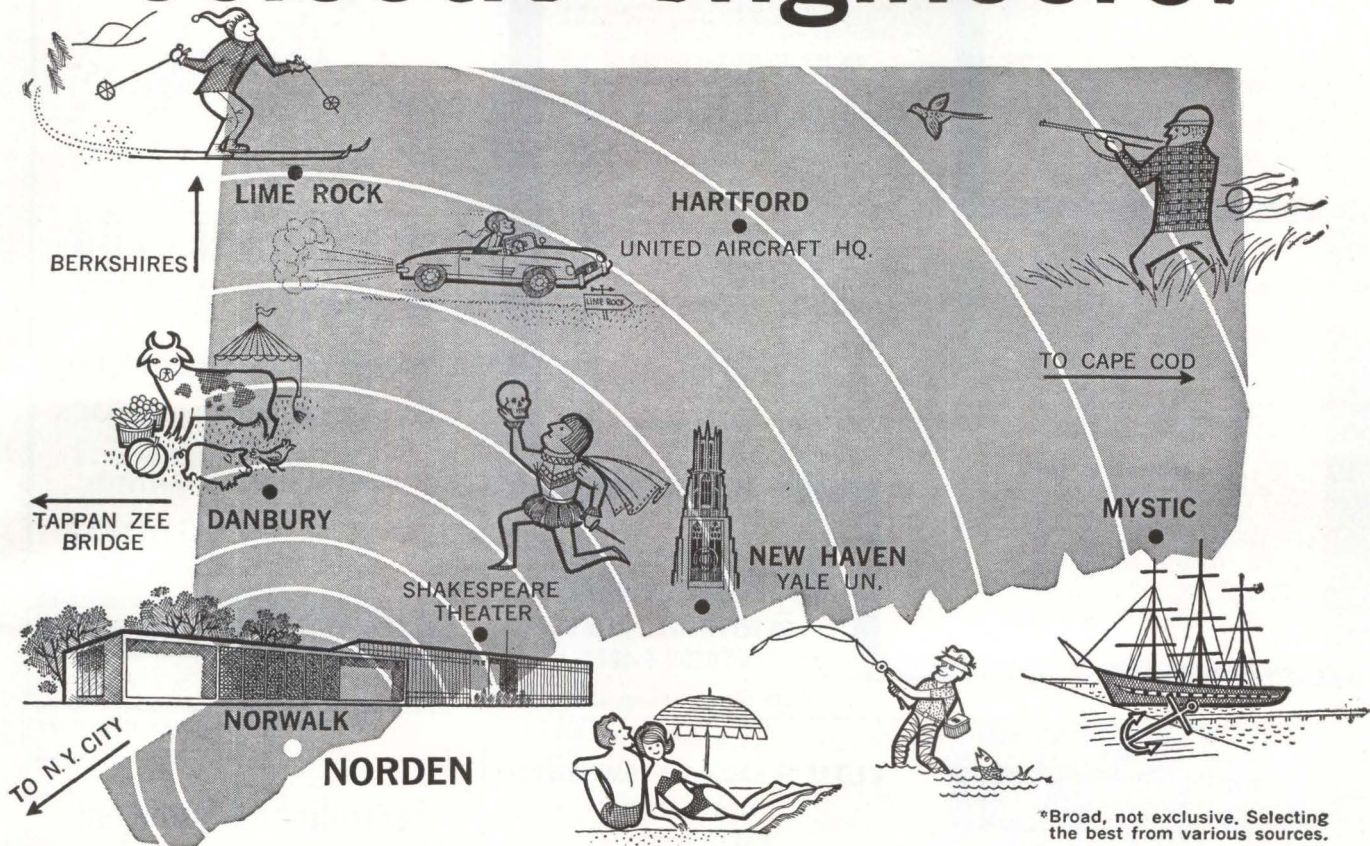 LIME ROCK
BERKSHIRES
HARTFORD
UNITED AIRCRAFT HQ.
LIME ROCK
TO CAPE COD
TAPPAN ZEE
BRIDGE
DANBURY
SHAKESPEARE
THEATER
NEW HAVEN
YALE UN.
MYSTIC
NORWALK
TO N.Y. CITY
NORDEN
*Broad, not exclusive. Selecting
the best from various sources.